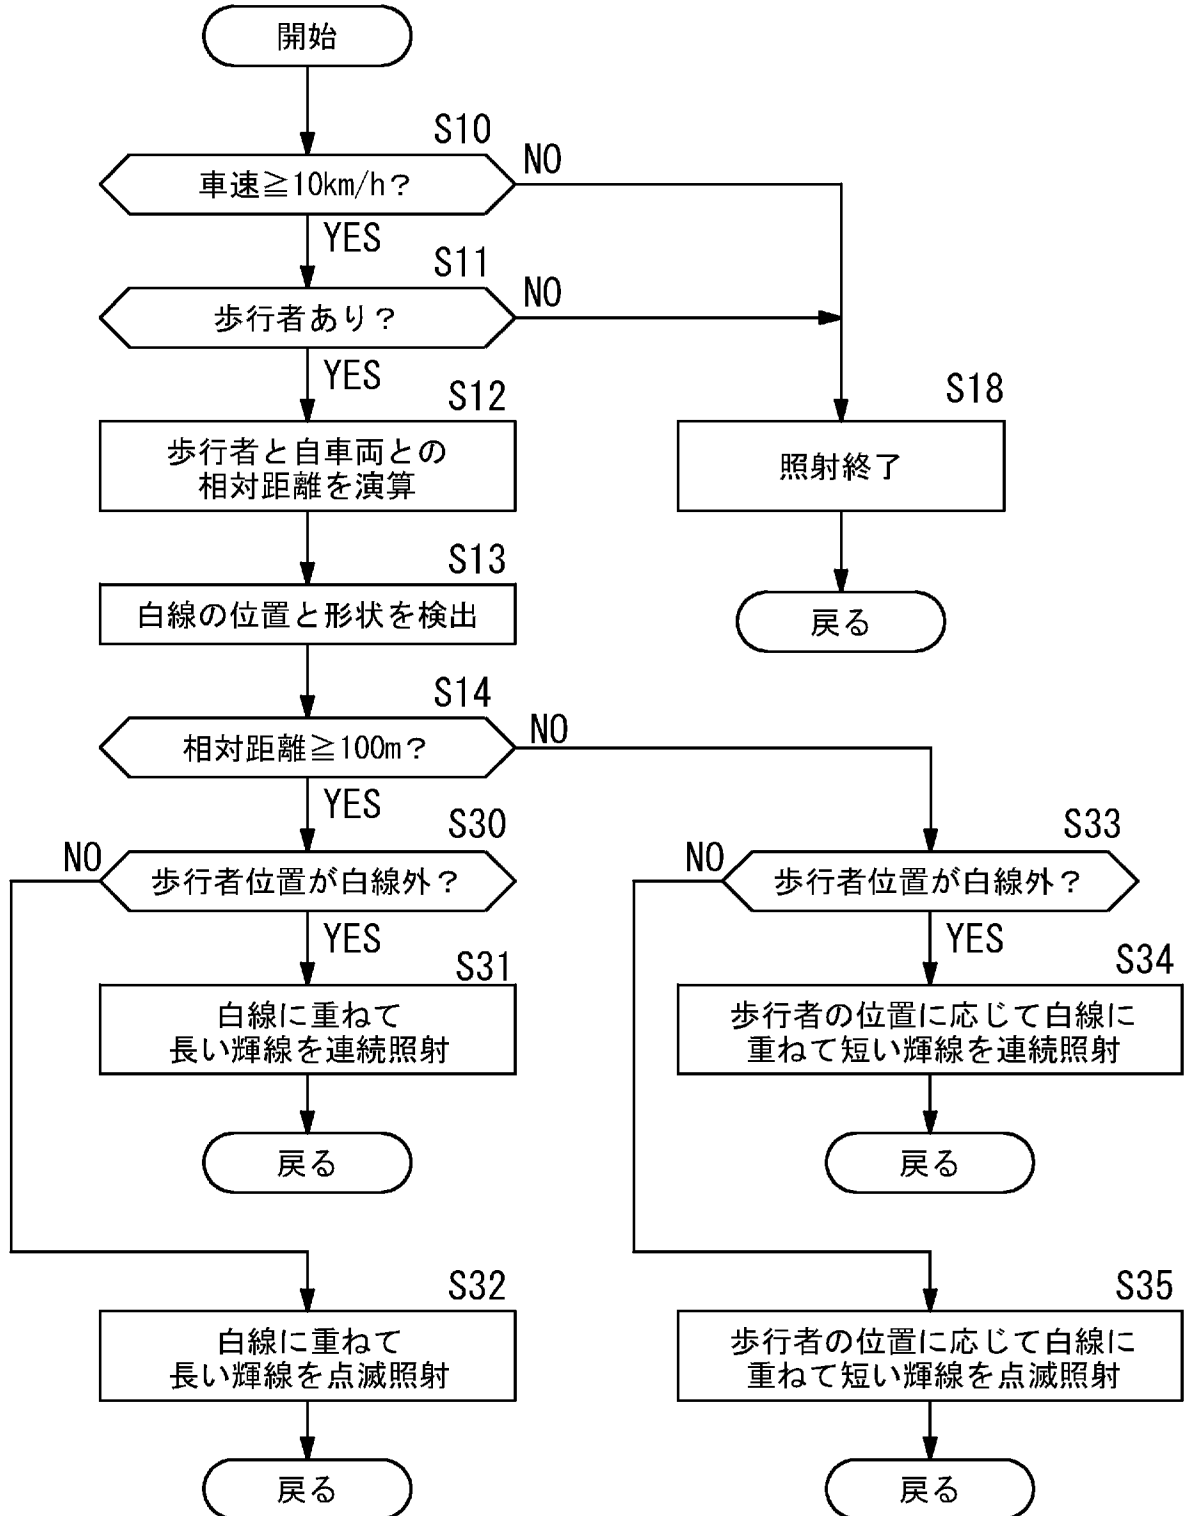 開始
S10
車速≧10km/h?
NO
YES
S11
歩行者あり?
NO
YES
S12
歩行者と自車両との
相対距離を演算
S18
照射終了
戻る
S13
白線の位置と形状を検出
S14
相対距離≧100m?
NO
YES
S30
NO
歩行者位置が白線外?
YES
S31
白線に重ねて
長い輝線を連続照射
戻る
S32
白線に重ねて
長い輝線を点滅照射
戻る
S33
NO
歩行者位置が白線外?
YES
S34
歩行者の位置に応じて白線に
重ねて短い輝線を連続照射
戻る
S35
歩行者の位置に応じて白線に
重ねて短い輝線を点滅照射
戻る